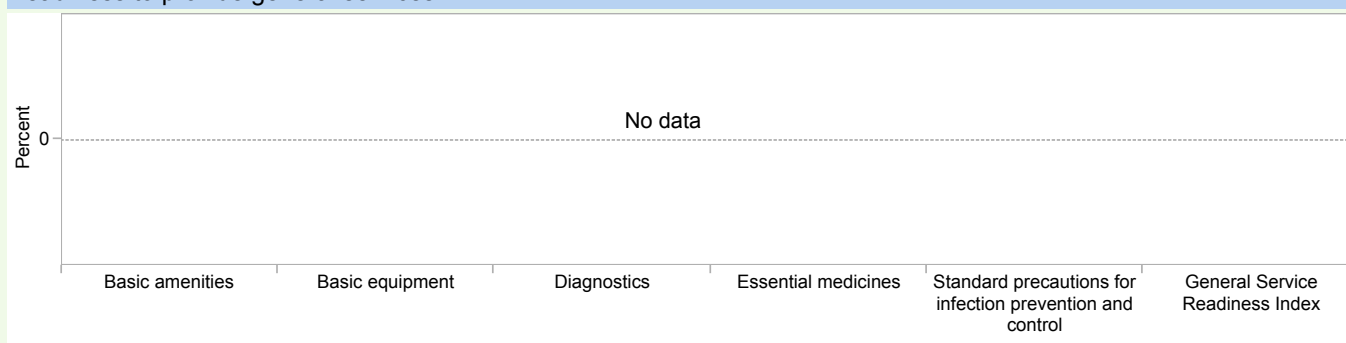 No data
Percent
0
Basic amenities
Basic equipment
Diagnostics
Essential medicines
Standard precautions for
infection prevention and
control
General Service
Readiness Index